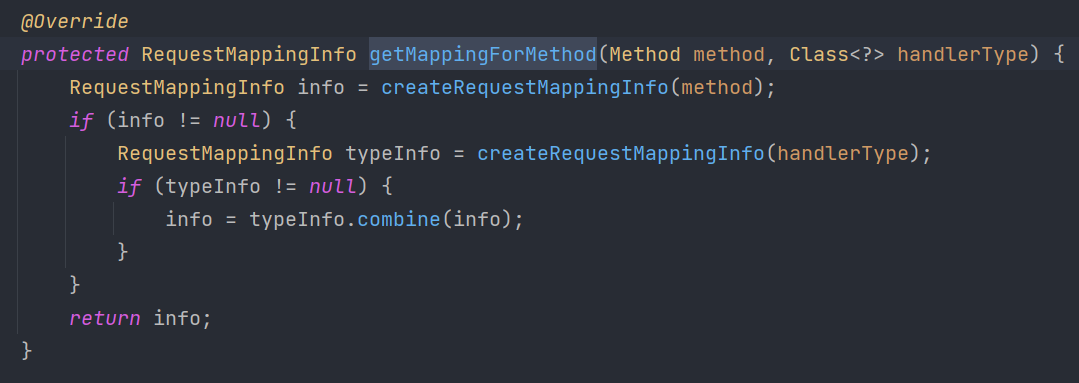 @Override
protected RequestMappingInfo getMappingForMethod(Method method, Class<?> handlerType) {
    RequestMappingInfo info = createRequestMappingInfo(method);
    if (info != null) {
        RequestMappingInfo typeInfo = createRequestMappingInfo(handlerType);
        if (typeInfo != null) {
            info = typeInfo.combine(info);
        }
    }
    return info;
}